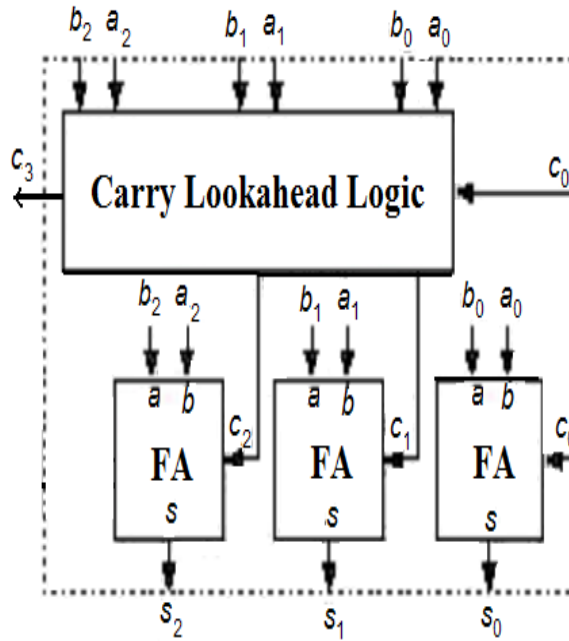 b₂ a₂ b₁ a₁ b₀ a₀
c₃ c₀
Carry Lookahead Logic
b₂ a₂ b₁ a₁ b₀ a₀
a b a b a b
c₂ c₁ c₀
FA FA FA
s s s
s₂ s₁ s₀